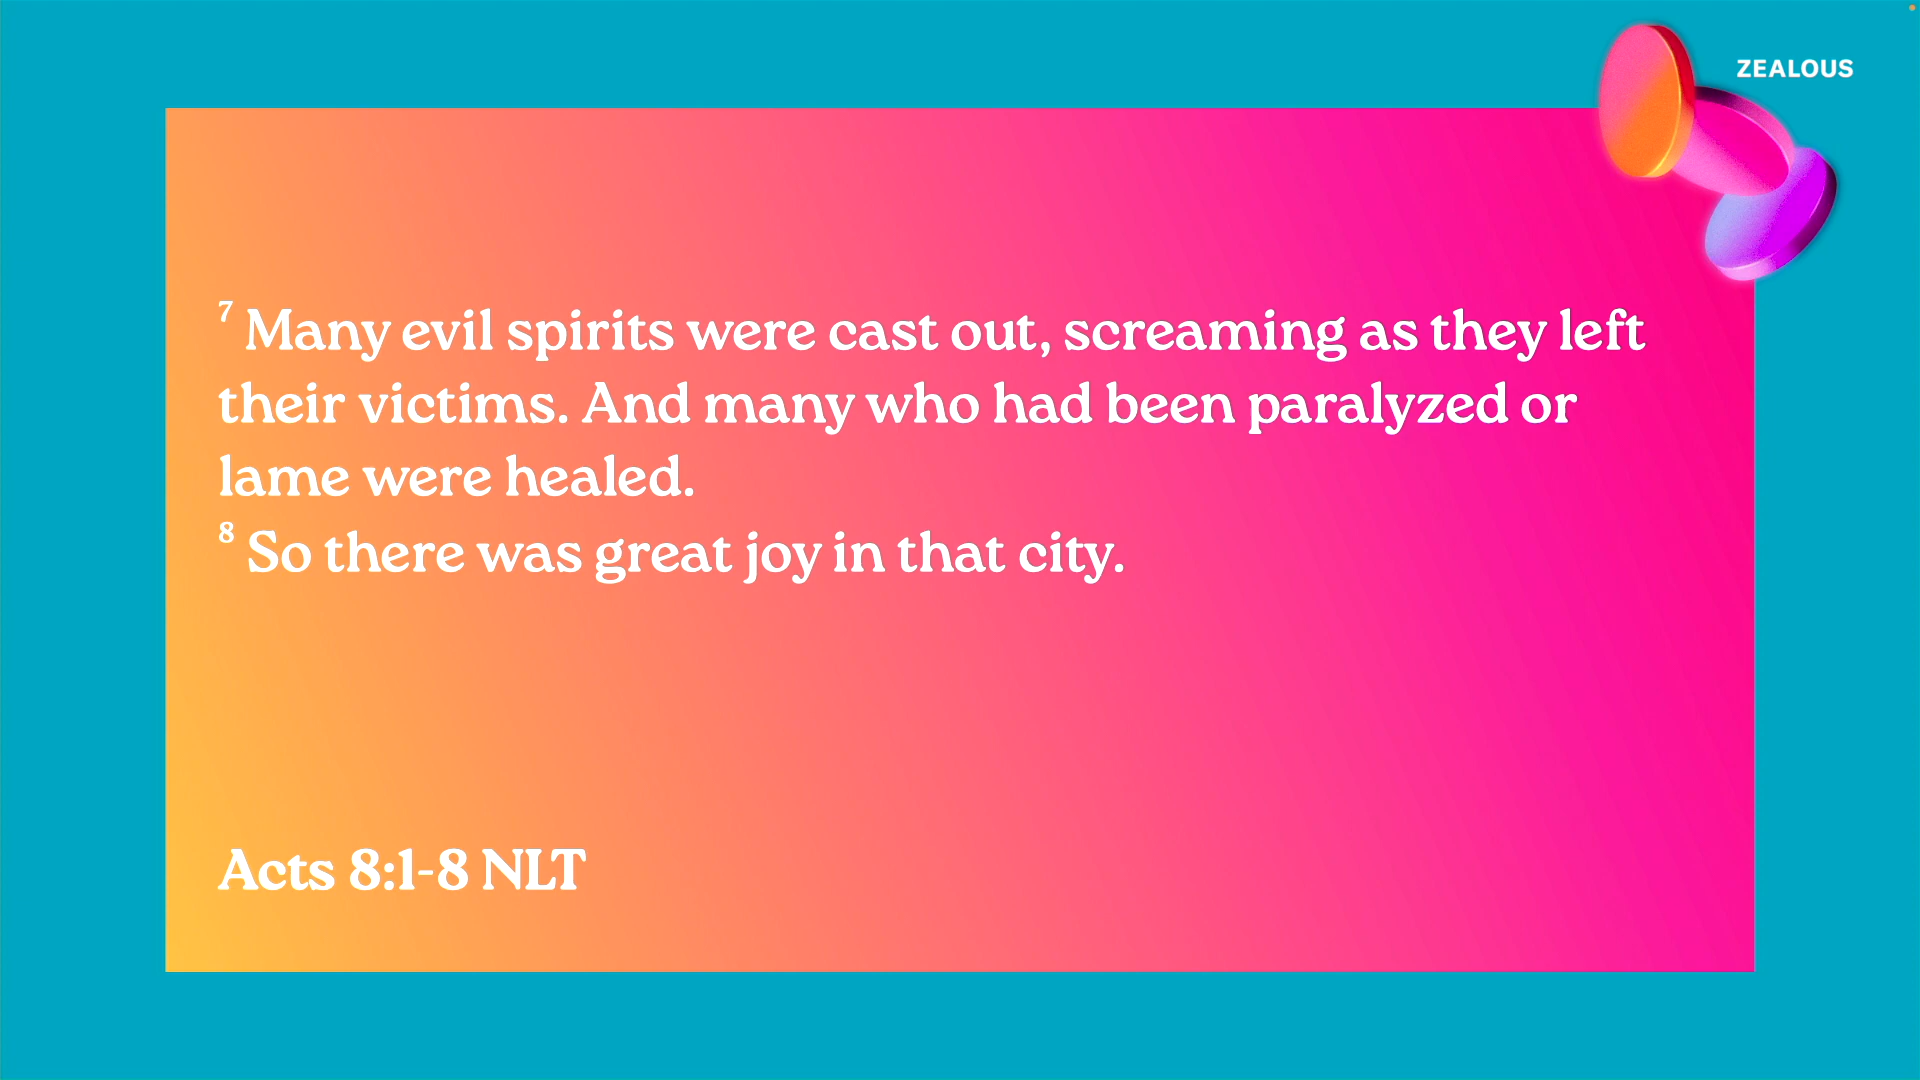 ZEALOUS
⁷ Many evil spirits were cast out, screaming as they left
their victims. And many who had been paralyzed or
lame were healed.
⁸ So there was great joy in that city.
Acts 8:1-8 NLT